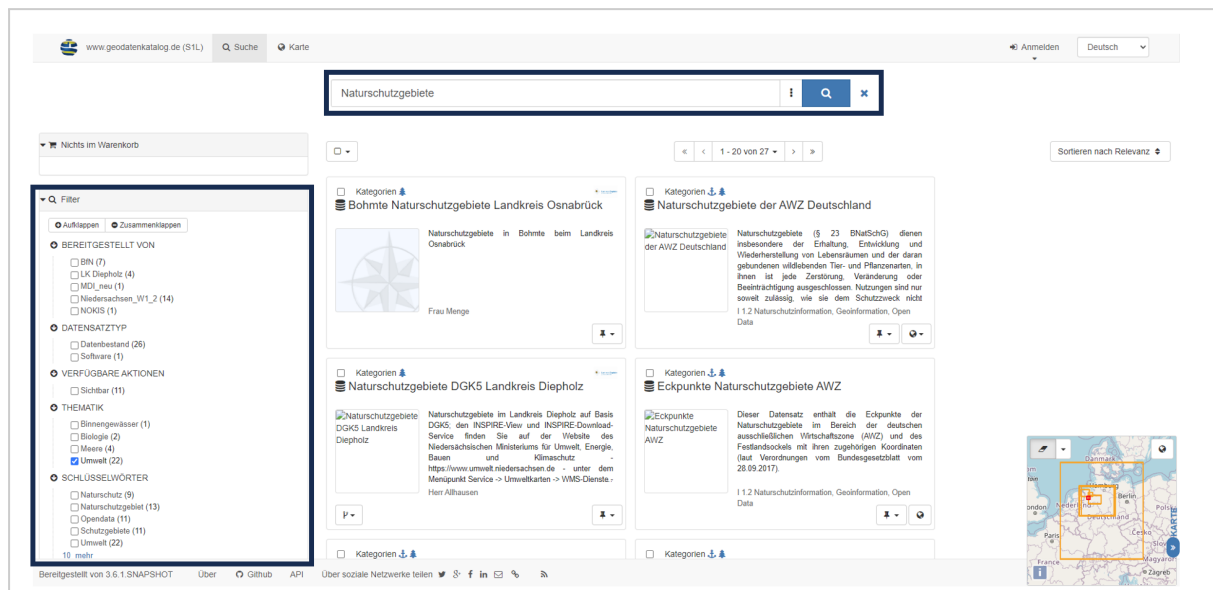 www.geodatenkatalog.de (S1L) Suche Karte Anmelden Deutsch
Naturschutzgebiete
Nichts im Warenkorb
1 - 20 von 27
Sortieren nach Relevanz
Filter
Aufklappen Zusammenklappen
BEREITGESTELLT VON
BfN (7)
LK Diepholz (4)
MDI_neu (1)
Niedersachsen_W1_2 (14)
NOKIS (1)
DATENSATZTYP
Datenbestand (26)
Software (1)
VERFÜGBARE AKTIONEN
Sichtbar (11)
THEMATIK
Binnengewässer (1)
Biologie (2)
Meere (4)
Umwelt (22)
SCHLÜSSELWÖRTER
Naturschutz (9)
Naturschutzgebiet (13)
Opendata (11)
Schutzgebiete (11)
Umwelt (22)
10 mehr
Kategorien
Bohmte Naturschutzgebiete Landkreis Osnabrück
Naturschutzgebiete in Bohmte beim Landkreis
Osnabrück
Frau Menge
Kategorien
Naturschutzgebiete der AWZ Deutschland
Naturschutzgebiete
der AWZ Deutschland
Naturschutzgebiete (§ 23 BNatSchG) dienen
insbesondere der Erhaltung, Entwicklung und
Wiederherstellung von Lebensräumen und der daran
gebundenen wildlebenden Tier- und Pflanzenarten, in
ihnen ist jede Zerstörung, Veränderung oder
Beeinträchtigung ausgeschlossen. Nutzungen sind nur
soweit zulässig, wie sie dem Schutzzweck nicht
I 1.2 Naturschutzinformation, Geoinformation, Open
Data
Kategorien
Naturschutzgebiete DGK5 Landkreis Diepholz
Naturschutzgebiete
DGK5 Landkreis
Diepholz
Naturschutzgebiete im Landkreis Diepholz auf Basis
DGK5; den INSPIRE-View und INSPIRE-Download-
Service finden Sie auf der Website des
Niedersächsischen Ministeriums für Umwelt, Energie,
Bauen und Klimaschutz -
https://www.umwelt.niedersachsen.de - unter dem
Menüpunkt Service -> Umweltkarten -> WMS-Dienste.-
Herr Allhausen
Kategorien
Eckpunkte Naturschutzgebiete AWZ
Eckpunkte
Naturschutzgebiete
AWZ
Dieser Datensatz enthält die Eckpunkte der
Naturschutzgebiete im Bereich der deutschen
ausschließlichen Wirtschaftszone (AWZ) und des
Festlandsockels mit ihren zugehörigen Koordinaten
(laut Verordnungen vom Bundesgesetzblatt vom
28.09.2017).
I 1.2 Naturschutzinformation, Geoinformation, Open
Data
Kategorien
Kategorien
Danmark
Hamburg
Berlin
Deutschland
Paris
Česko
France
Magyaror
Zagreb
KARTE
Bereitgestellt von 3.6.1.SNAPSHOT Über Github API Über soziale Netzwerke teilen